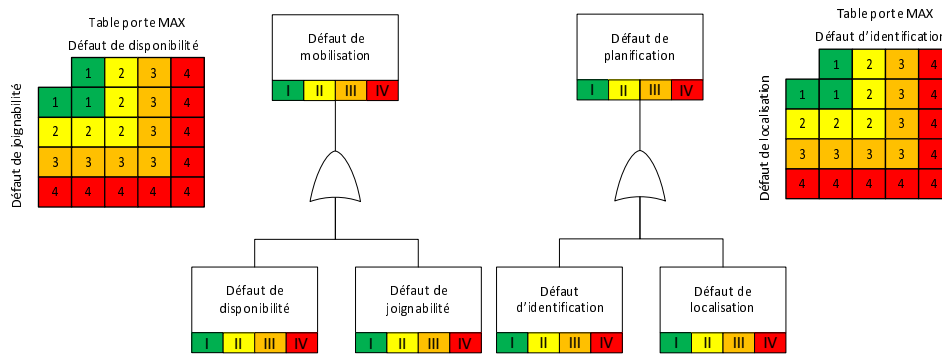 Table porte MAX
Défaut de disponibilité
Défaut de joignabilité
1 2 3 4
1 1 2 3 4
2 2 2 3 4
3 3 3 3 4
4 4 4 4 4
Défaut de
mobilisation
I II III IV
Défaut de
planification
I II III IV
Table porte MAX
Défaut d'identification
Défaut de localisation
1 2 3 4
1 1 2 3 4
2 2 2 3 4
3 3 3 3 4
4 4 4 4 4
Défaut de
disponibilité
I II III IV
Défaut de
joignabilité
I II III IV
Défaut
d'identification
I II III IV
Défaut de
localisation
I II III IV